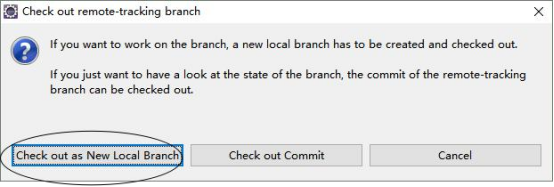 Check out remote-tracking branch
If you want to work on the branch, a new local branch has to be created and checked out.
If you just want to have a look at the state of the branch, the commit of the remote-tracking
branch can be checked out.
Check out as New Local Branch
Check out Commit
Cancel